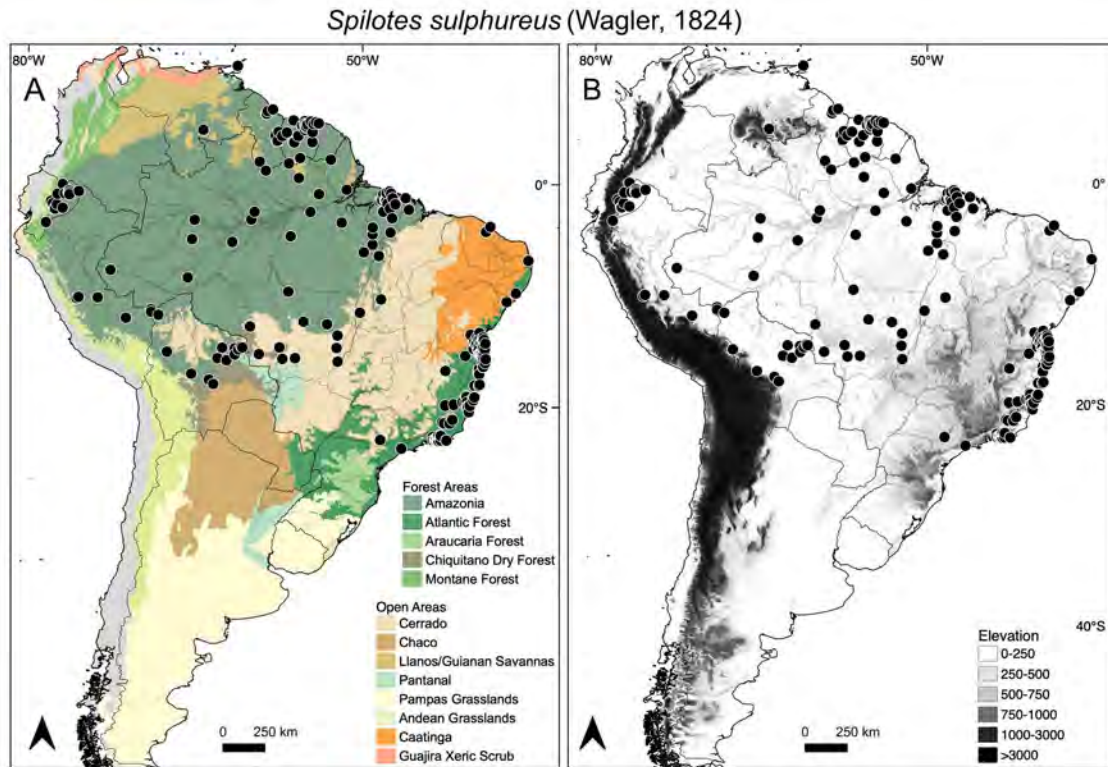 Spilotes sulphureus (Wagler, 1824)
A
80°W
50°W
0°
20°S
Forest Areas
Amazonia
Atlantic Forest
Araucaria Forest
Chiquitano Dry Forest
Montane Forest
Open Areas
Cerrado
Chaco
Llanos/Guianan Savannas
Pantanal
Pampas Grasslands
Andean Grasslands
Caatinga
Guajira Xeric Scrub
0 250 km
B
80°W
50°W
0°
20°S
40°S
Elevation
0-250
250-500
500-750
750-1000
1000-3000
>3000
0 250 km